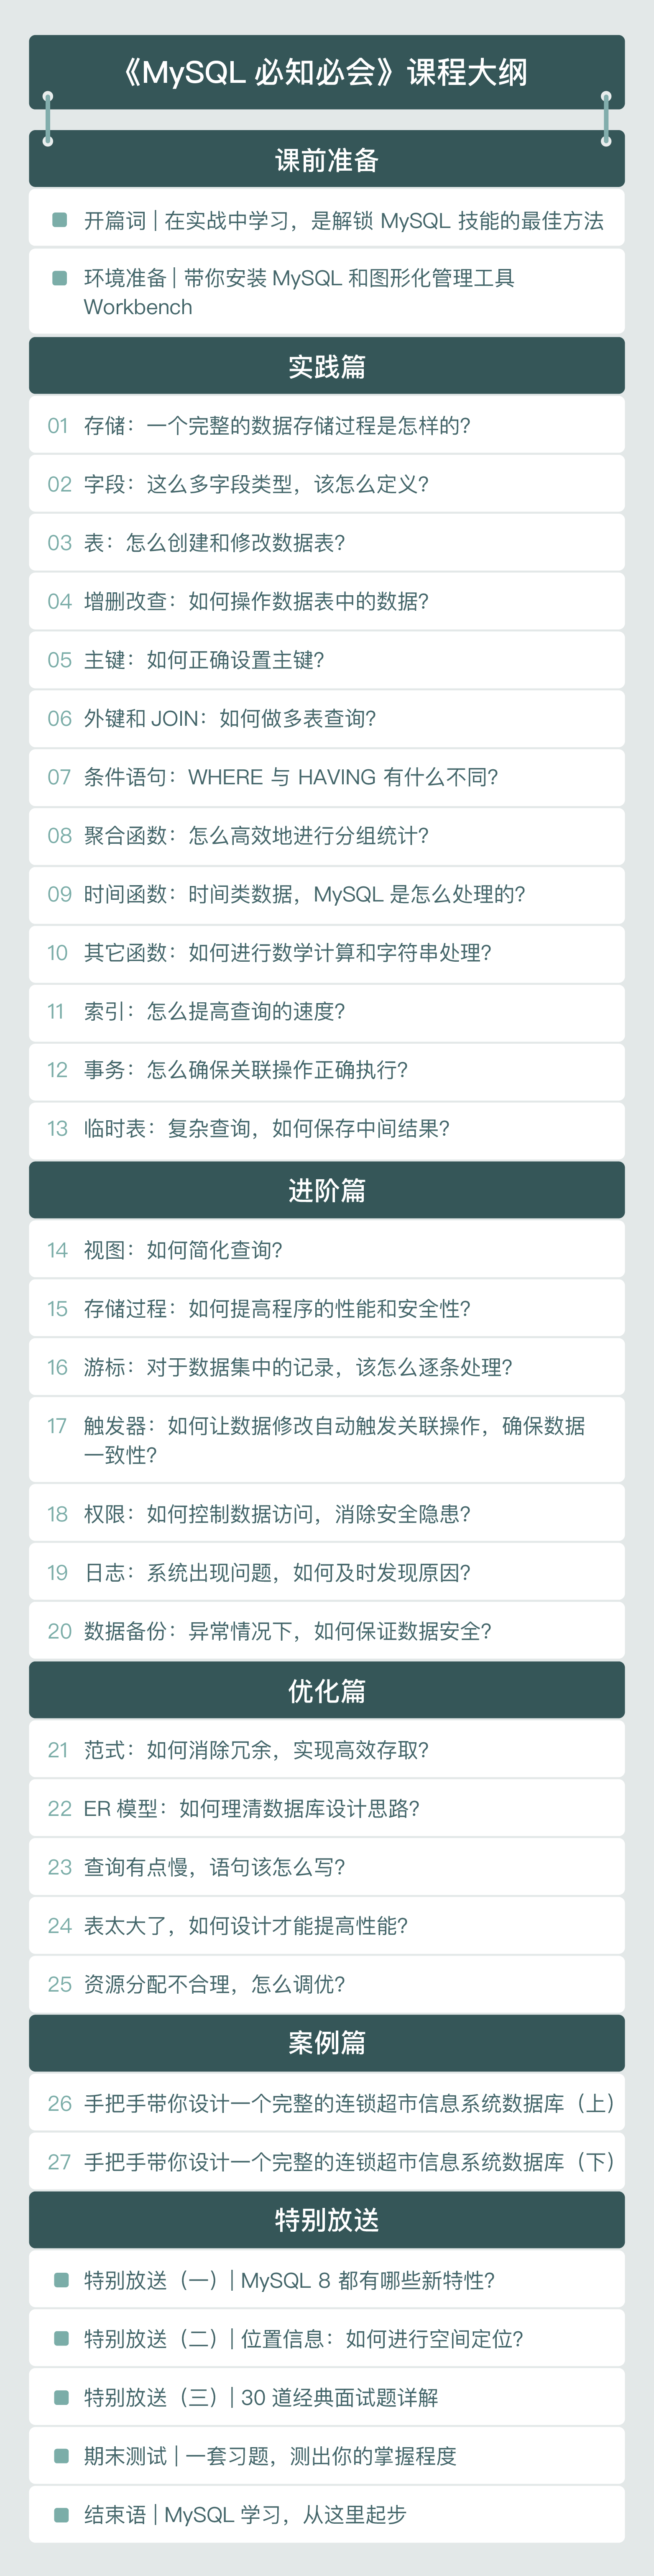 《MySQL 必知必会》课程大纲
课前准备
开篇词 | 在实战中学习，是解锁 MySQL 技能的最佳方法
环境准备 | 带你安装 MySQL 和图形化管理工具
Workbench
实践篇
01 存储：一个完整的数据存储过程是怎样的？
02 字段：这么多字段类型，该怎么定义？
03 表：怎么创建和修改数据表？
04 增删改查：如何操作数据表中的数据？
05 主键：如何正确设置主键？
06 外键和 JOIN：如何做多表查询？
07 条件语句：WHERE 与 HAVING 有什么不同？
08 聚合函数：怎么高效地进行分组统计？
09 时间函数：时间类数据，MySQL 是怎么处理的？
10 其它函数：如何进行数学计算和字符串处理？
11 索引：怎么提高查询的速度？
12 事务：怎么确保关联操作正确执行？
13 临时表：复杂查询，如何保存中间结果？
进阶篇
14 视图：如何简化查询？
15 存储过程：如何提高程序的性能和安全性？
16 游标：对于数据集中的记录，该怎么逐条处理？
17 触发器：如何让数据修改自动触发关联操作，确保数据
一致性？
18 权限：如何控制数据访问，消除安全隐患？
19 日志：系统出现问题，如何及时发现原因？
20 数据备份：异常情况下，如何保证数据安全？
优化篇
21 范式：如何消除冗余，实现高效存取？
22 ER 模型：如何理清数据库设计思路？
23 查询有点慢，语句该怎么写？
24 表太大了，如何设计才能提高性能？
25 资源分配不合理，怎么调优？
案例篇
26 手把手带你设计一个完整的连锁超市信息系统数据库（上）
27 手把手带你设计一个完整的连锁超市信息系统数据库（下）
特别放送
特别放送（一）| MySQL 8 都有哪些新特性？
特别放送（二）| 位置信息：如何进行空间定位？
特别放送（三）| 30 道经典面试题详解
期末测试 | 一套习题，测出你的掌握程度
结束语 | MySQL 学习，从这里起步